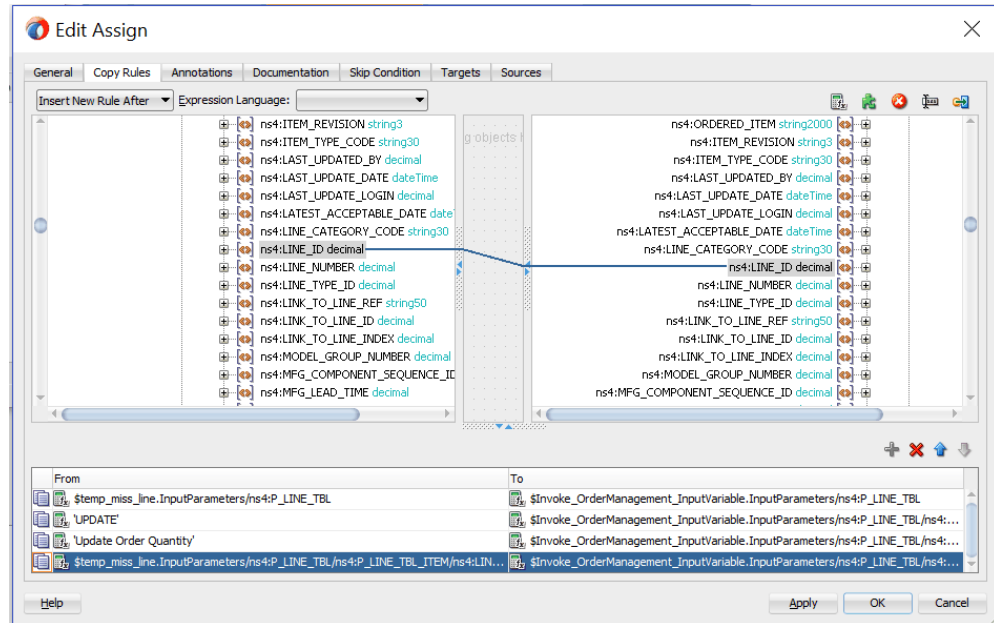 Edit Assign
General Copy Rules Annotations Documentation Skip Condition Targets Sources
Insert New Rule After Expression Language:
ns4:ITEM_REVISION string3
ns4:ITEM_TYPE_CODE string30
ns4:LAST_UPDATED_BY decimal
ns4:LAST_UPDATE_DATE dateTime
ns4:LAST_UPDATE_LOGIN decimal
ns4:LATEST_ACCEPTABLE_DATE date
ns4:LINE_CATEGORY_CODE string30
ns4:LINE_ID decimal
ns4:LINE_NUMBER decimal
ns4:LINE_TYPE_ID decimal
ns4:LINK_TO_LINE_REF string50
ns4:LINK_TO_LINE_ID decimal
ns4:LINK_TO_LINE_INDEX decimal
ns4:MODEL_GROUP_NUMBER decimal
ns4:MFG_COMPONENT_SEQUENCE_ID
ns4:MFG_LEAD_TIME decimal
g objects
ns4:ORDERED_ITEM string2000
ns4:ITEM_REVISION string3
ns4:ITEM_TYPE_CODE string30
ns4:LAST_UPDATED_BY decimal
ns4:LAST_UPDATE_DATE dateTime
ns4:LAST_UPDATE_LOGIN decimal
ns4:LATEST_ACCEPTABLE_DATE dateTime
ns4:LINE_CATEGORY_CODE string30
ns4:LINE_ID decimal
ns4:LINE_NUMBER decimal
ns4:LINE_TYPE_ID decimal
ns4:LINK_TO_LINE_REF string50
ns4:LINK_TO_LINE_ID decimal
ns4:LINK_TO_LINE_INDEX decimal
ns4:MODEL_GROUP_NUMBER decimal
ns4:MFG_COMPONENT_SEQUENCE_ID decimal
From To
$temp_miss_line.InputParameters/ns4:P_LINE_TBL $Invoke_OrderManagement_InputVariable.InputParameters/ns4:P_LINE_TBL
'UPDATE' $Invoke_OrderManagement_InputVariable.InputParameters/ns4:P_LINE_TBL/ns4:...
'Update Order Quantity' $Invoke_OrderManagement_InputVariable.InputParameters/ns4:P_LINE_TBL/ns4:...
$temp_miss_line.InputParameters/ns4:P_LINE_TBL/ns4:P_LINE_TBL_ITEM/ns4:LIN... $Invoke_OrderManagement_InputVariable.InputParameters/ns4:P_LINE_TBL/ns4:...
Help Apply OK Cancel